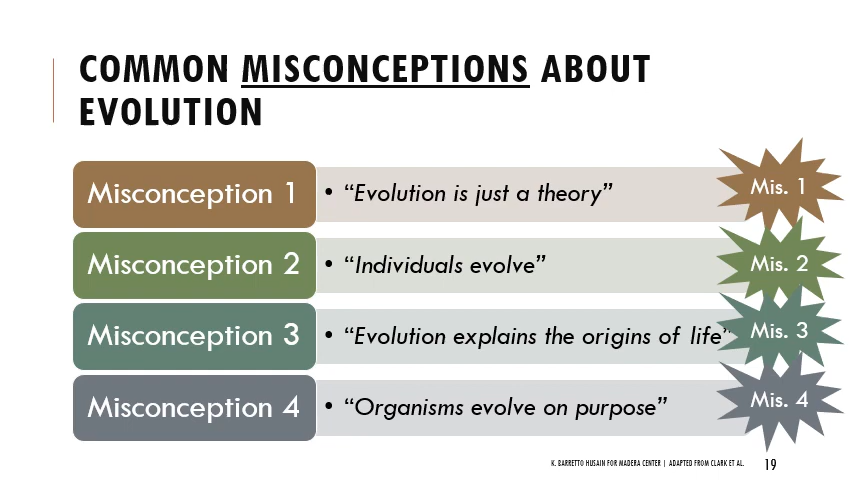 COMMON MISCONCEPTIONS ABOUT
EVOLUTION
Misconception 1
• “Evolution is just a theory”
Mis. 1
Misconception 2
• “Individuals evolve”
Mis. 2
Misconception 3
• “Evolution explains the origins of life”
Mis. 3
Misconception 4
• “Organisms evolve on purpose”
Mis. 4
K. BARRETTO HUSAIN FOR MADERA CENTER | ADAPTED FROM CLARK ET AL.
19